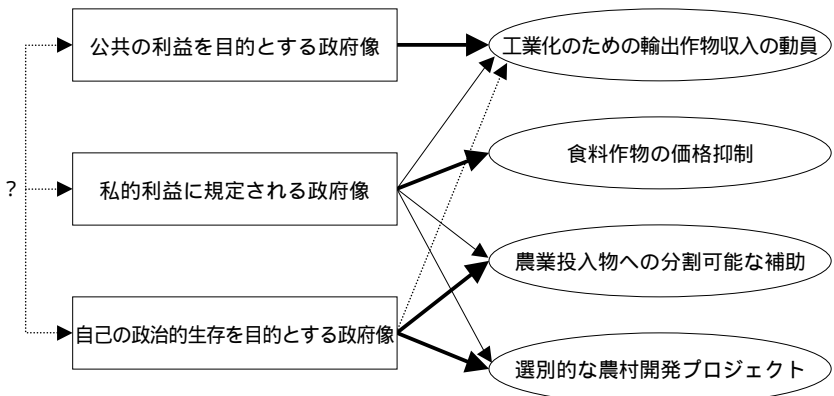 公共の利益を目的とする政府像
工業化のための輸出作物収入の動員
食料作物の価格抑制
?
私的利益に規定される政府像
農業投入物への分割可能な補助
自己の政治的生存を目的とする政府像
選別的な農村開発プロジェクト